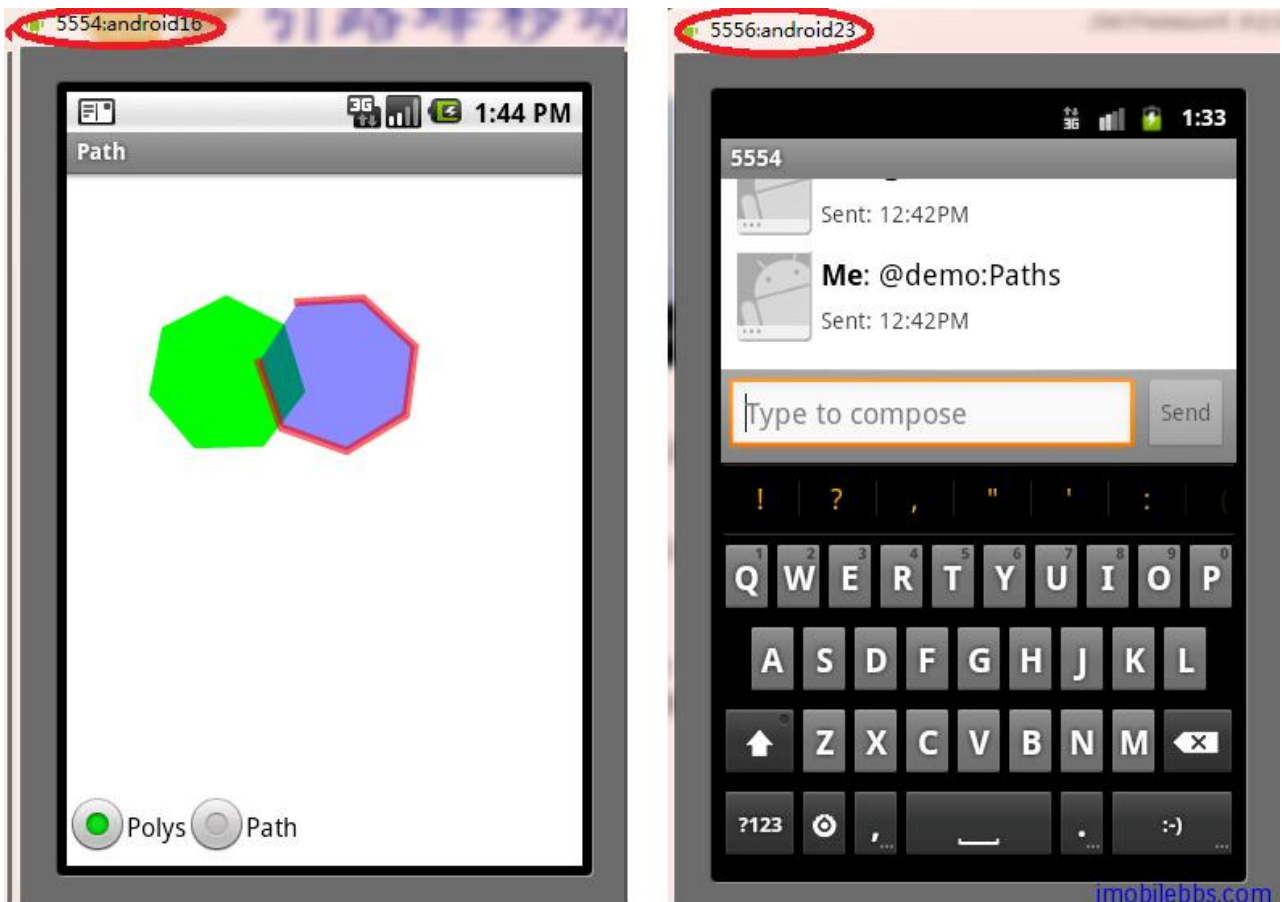 5554:android16
3G
1:44 PM
Path
Polys
Path
5556:android23
3G
1:33
5554
Sent: 12:42PM
Me: @demo:Paths
Sent: 12:42PM
Type to compose
Send
! ? , " ' : (
1 2 3 4 5 6 7 8 9 0
Q W E R T Y U I O P
A S D F G H J K L
Z X C V B N M
?123 , . :-)
imobilebbs.com